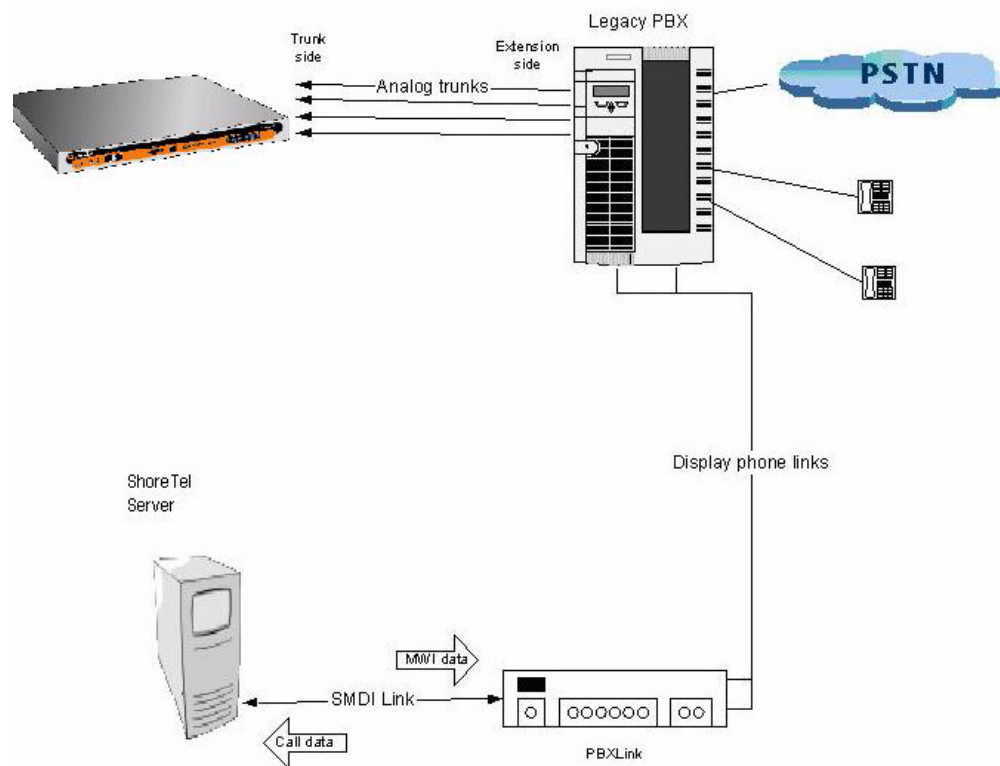 Legacy PBX
Trunk
side
Extension
side
Analog trunks
PSTN
Display phone links
ShoreTel
Server
MWI data
SMDI Link
Call data
PBXLink